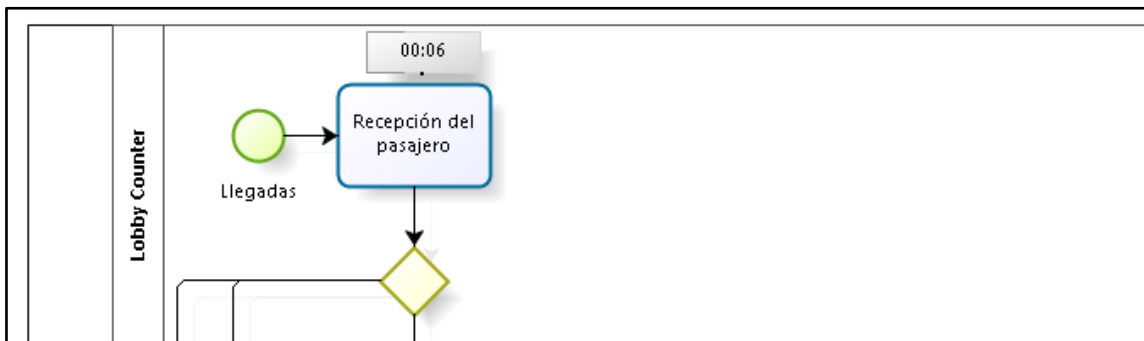 00:06
Recepción del
pasajero
Llegadas
Lobby Counter